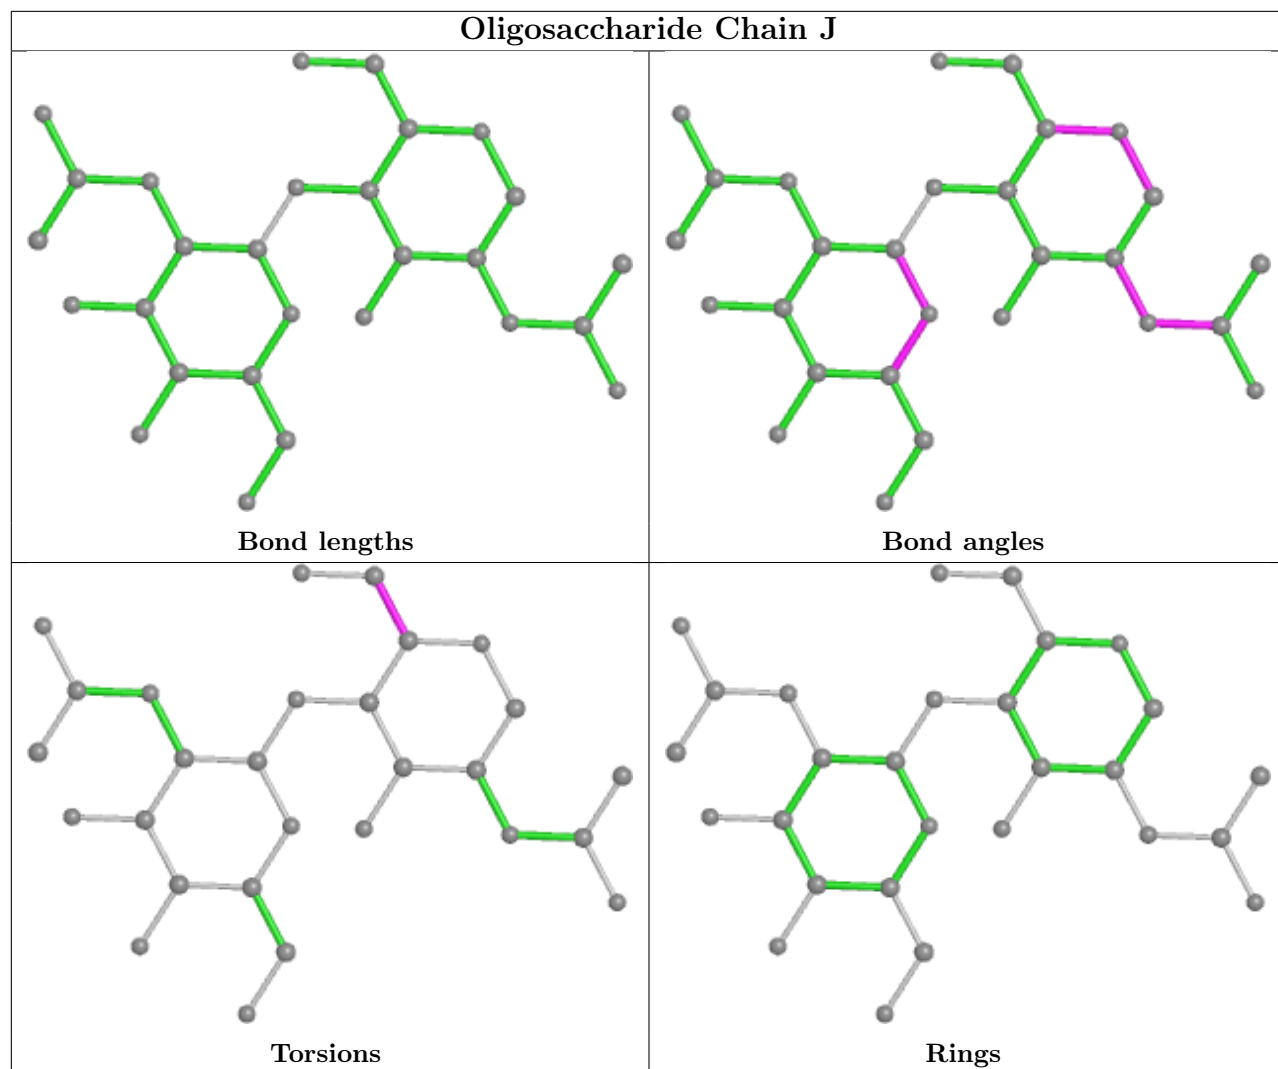 Oligosaccharide Chain J
Bond lengths
Bond angles
Torsions
Rings